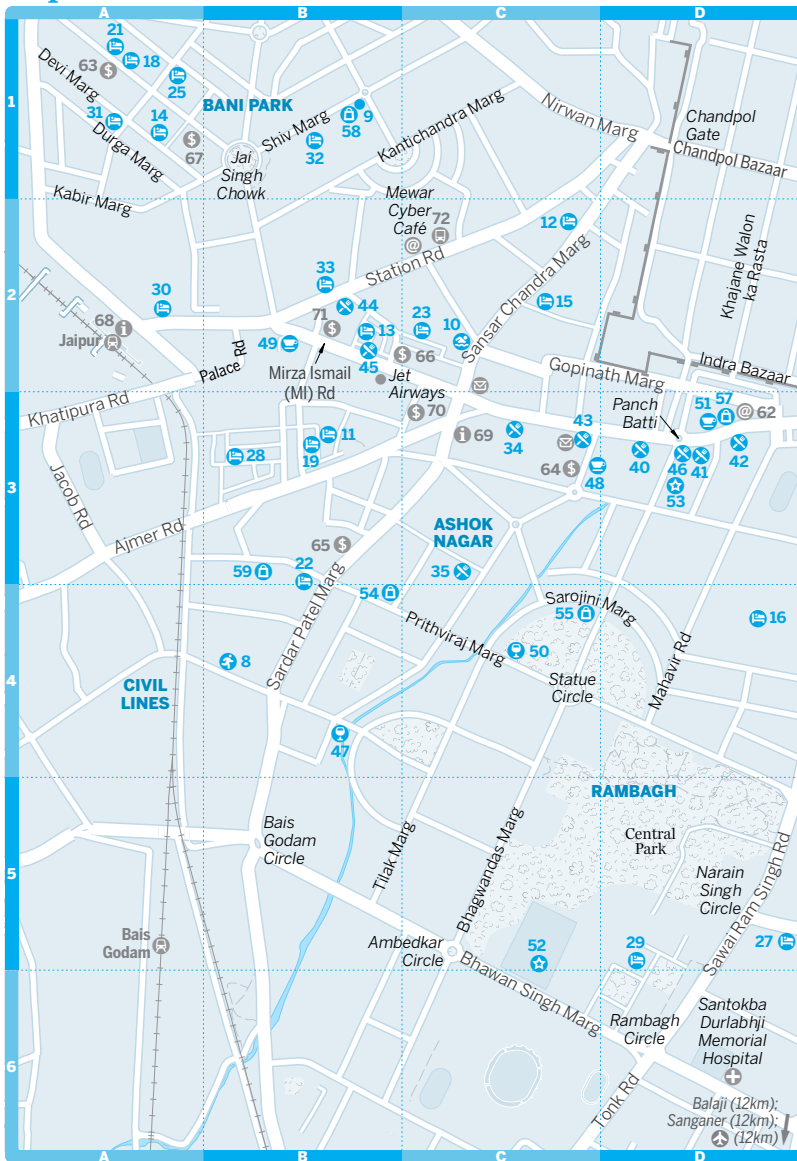 A
B
C
D
21
63
18
Devi Marg
25
BANI PARK
1
31
14
Durga Marg
67
Shiv Marg
58
9
32
Kantichandra Marg
Nirwan Marg
Chandpol
Gate
Chandpol Bazaar
Jai
Singh
Chowk
Kabir Marg
Mewar
Cyber
Café
72
12
Station Rd
Sansar Chandra Marg
Khajane Walon
ka Rasta
33
2
30
44
15
68
Jaipur
71
13
23
10
49
45
66
Palace Rd
Mirza Ismail
(MI) Rd
Jet
Airways
Gopinath Marg
Indra Bazaar
Khatipura Rd
70
Panch
Batti
51
57
62
28
11
19
69
34
43
64
48
40
46
41
42
53
3
Jacob Rd
Ajmer Rd
ASHOK
NAGAR
65
59
22
35
54
Sardar Patel Marg
Prithviraj Marg
Sarojini Marg
55
16
8
50
Mahavir Rd
Statue
Circle
4
CIVIL
LINES
47
RAMBAGH
Bais
Godam
Circle
Tilak Marg
Bhagwandas Marg
Central
Park
5
Narain
Singh
Circle
Sawai Ram Singh Rd
Bais
Godam
Ambedkar
Circle
52
29
27
Bhawan Singh Marg
Rambagh
Circle
Santokba
Durlabhji
Memorial
Hospital
6
Tonk Rd
Balaji (12km);
Sanganer (12km);
(12km)
A
B
C
D